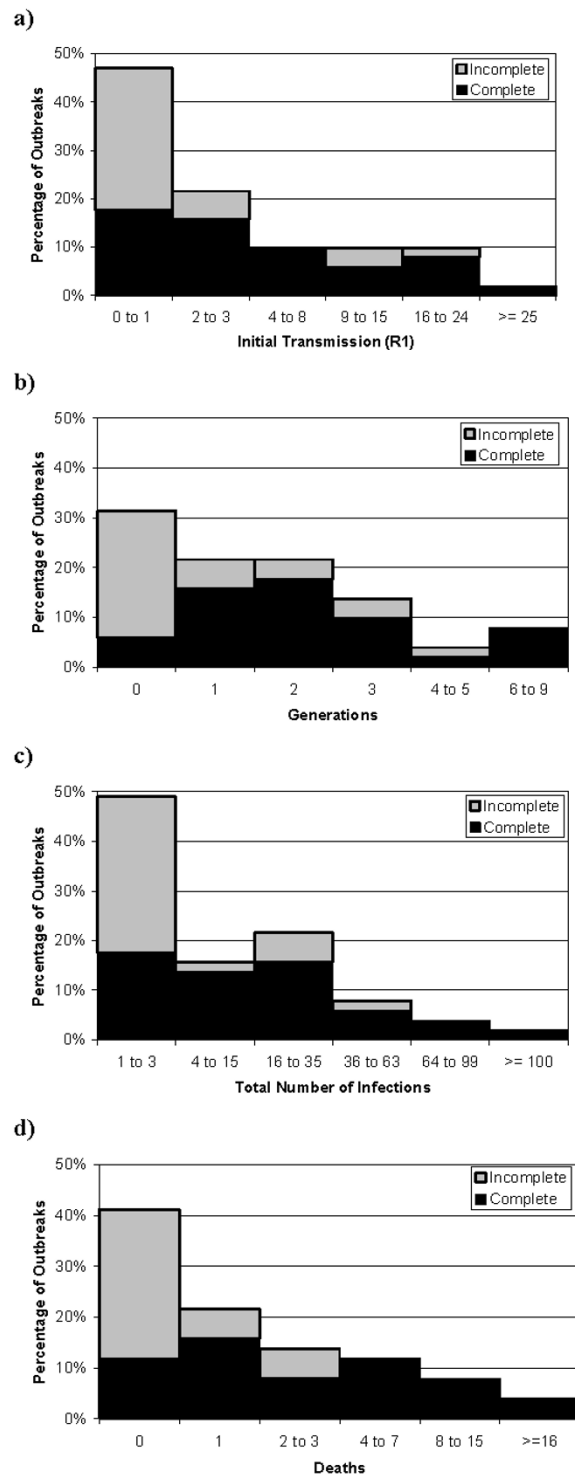 a)
50%
40%
30%
20%
10%
0%
Percentage of Outbreaks
Incomplete
Complete
0 to 1 2 to 3 4 to 8 9 to 15 16 to 24 >= 25
Initial Transmission (R1)
b)
50%
40%
30%
20%
10%
0%
Percentage of Outbreaks
Incomplete
Complete
0 1 2 3 4 to 5 6 to 9
Generations
c)
50%
40%
30%
20%
10%
0%
Percentage of Outbreaks
Incomplete
Complete
1 to 3 4 to 15 16 to 35 36 to 63 64 to 99 >= 100
Total Number of Infections
d)
50%
40%
30%
20%
10%
0%
Percentage of Outbreaks
Incomplete
Complete
0 1 2 to 3 4 to 7 8 to 15 >=16
Deaths